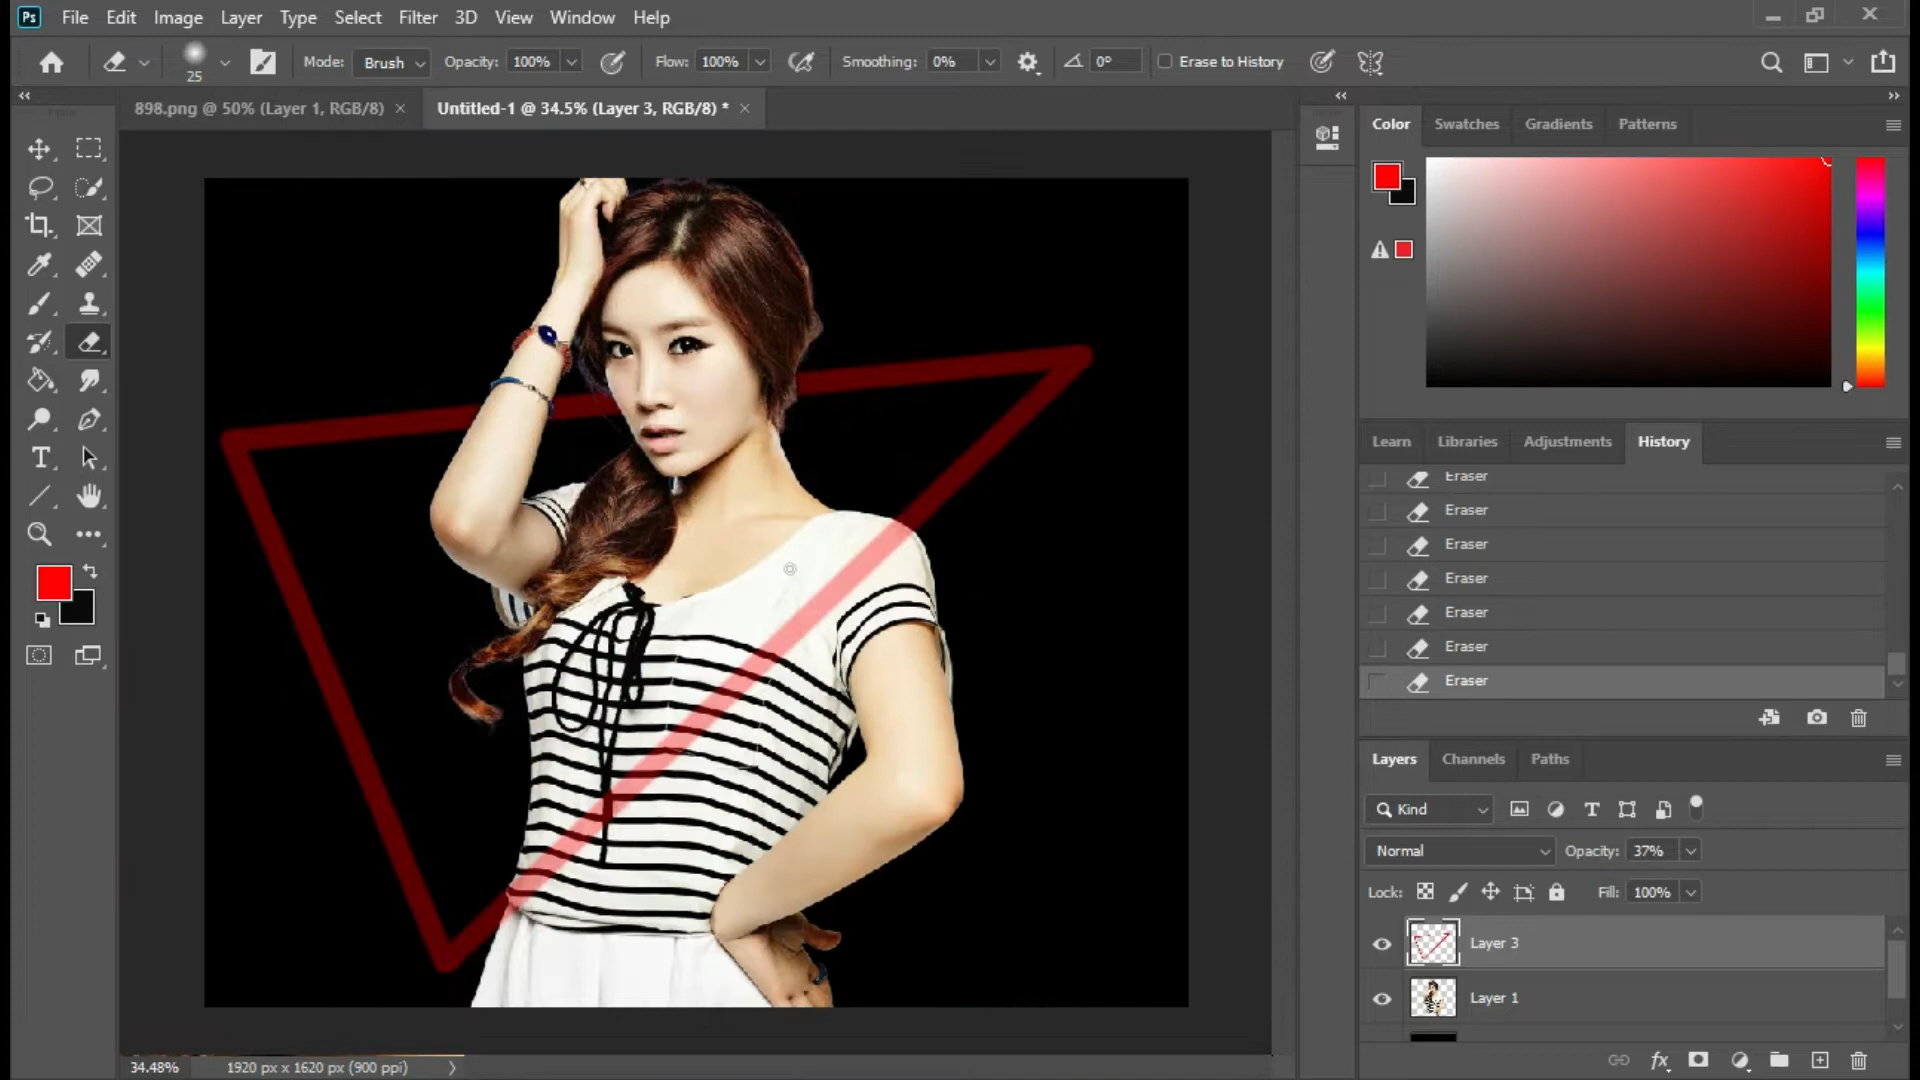 Ps File Edit Image Layer Type Select Filter 3D View Window Help
25 Mode: Brush Opacity: 100% Flow: 100% Smoothing: 0% 0° Erase to History
898.png @ 50% (Layer 1, RGB/8) × Untitled-1 @ 34.5% (Layer 3, RGB/8) * ×
Color Swatches Gradients Patterns
Learn Libraries Adjustments History
Eraser
Eraser
Eraser
Eraser
Eraser
Eraser
Eraser
Layers Channels Paths
Kind
Normal Opacity: 37%
Lock: Fill: 100%
Layer 3
Layer 1
34.48% 1920 px x 1620 px (900 ppi)